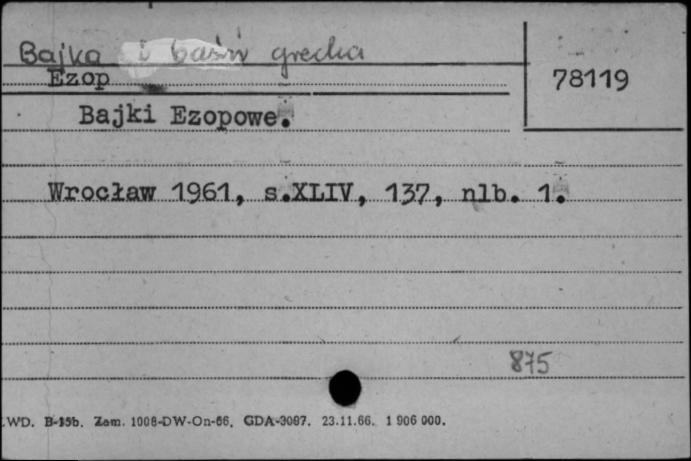 Bajka i baśń grecka
78119
Ezop
Bajki Ezopowe.
Wrocław 1961, s.XLIV, 137, nlb. 1.
875
WD. B-15b. Zam. 1008-DW-On-66. GDA-3097. 23.11.66. 1 906 000.